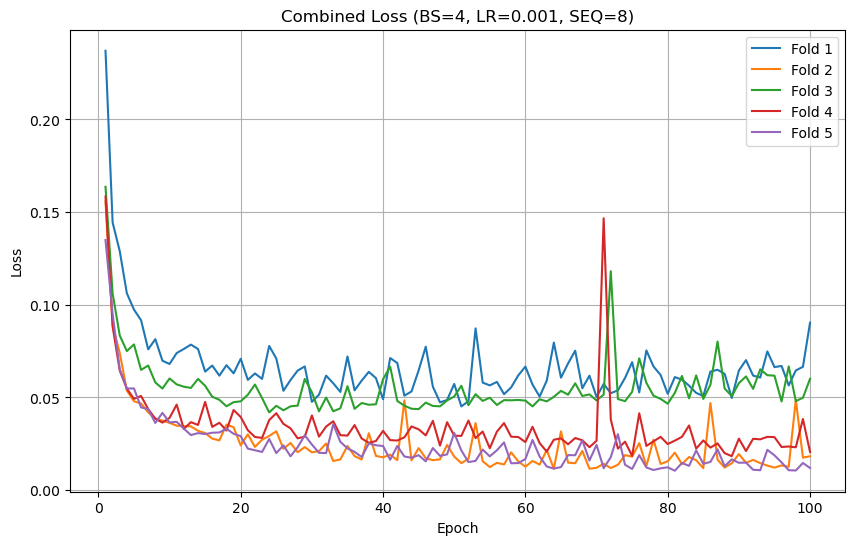 Combined Loss (BS=4, LR=0.001, SEQ=8)
Fold 1
Fold 2
Fold 3
Fold 4
Fold 5
Loss
0.20
0.15
0.10
0.05
0.00
0
20
40
60
80
100
Epoch